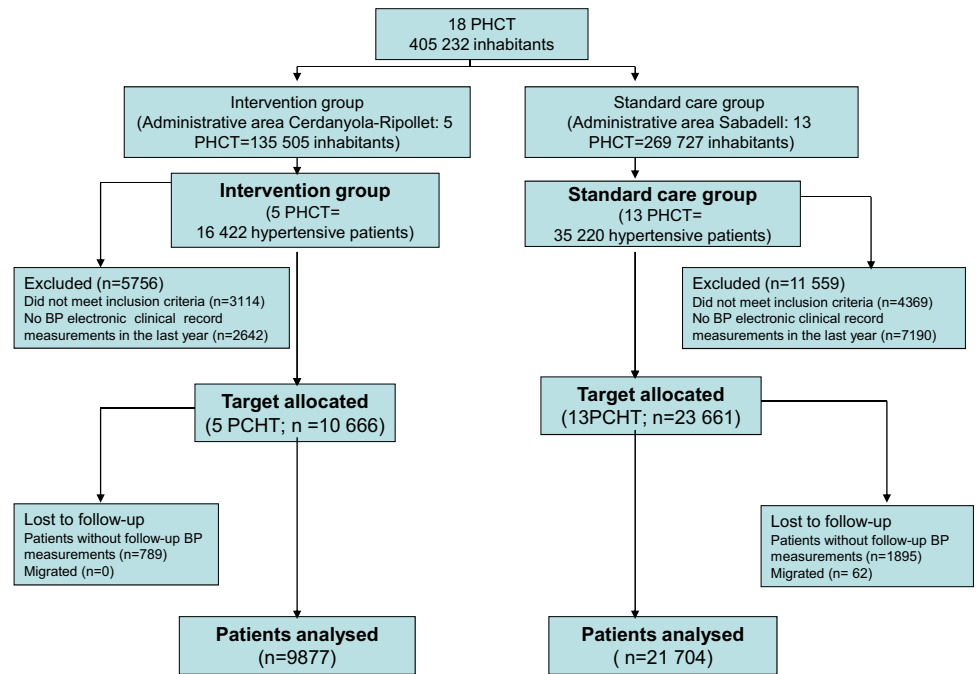 18 PHCT
405 232 inhabitants
Intervention group
(Administrative area Cerdanyola-Ripollet: 5
PHCT=135 505 inhabitants)
Standard care group
(Administrative area Sabadell: 13
PHCT=269 727 inhabitants)
Intervention group
(5 PHCT=
16 422 hypertensive patients)
Standard care group
(13 PHCT=
35 220 hypertensive patients)
Excluded (n=5756)
Did not meet inclusion criteria (n=3114)
No BP electronic clinical record
measurements in the last year (n=2642)
Excluded (n=11 559)
Did not meet inclusion criteria (n=4369)
No BP electronic clinical record
measurements in the last year (n=7190)
Target allocated
(5 PCHT; n =10 666)
Target allocated
(13PCHT; n=23 661)
Lost to follow-up
Patients without follow-up BP
measurements (n=789)
Migrated (n=0)
Lost to follow-up
Patients without follow-up BP
measurements (n=1895)
Migrated (n= 62)
Patients analysed
(n=9877)
Patients analysed
( n=21 704)